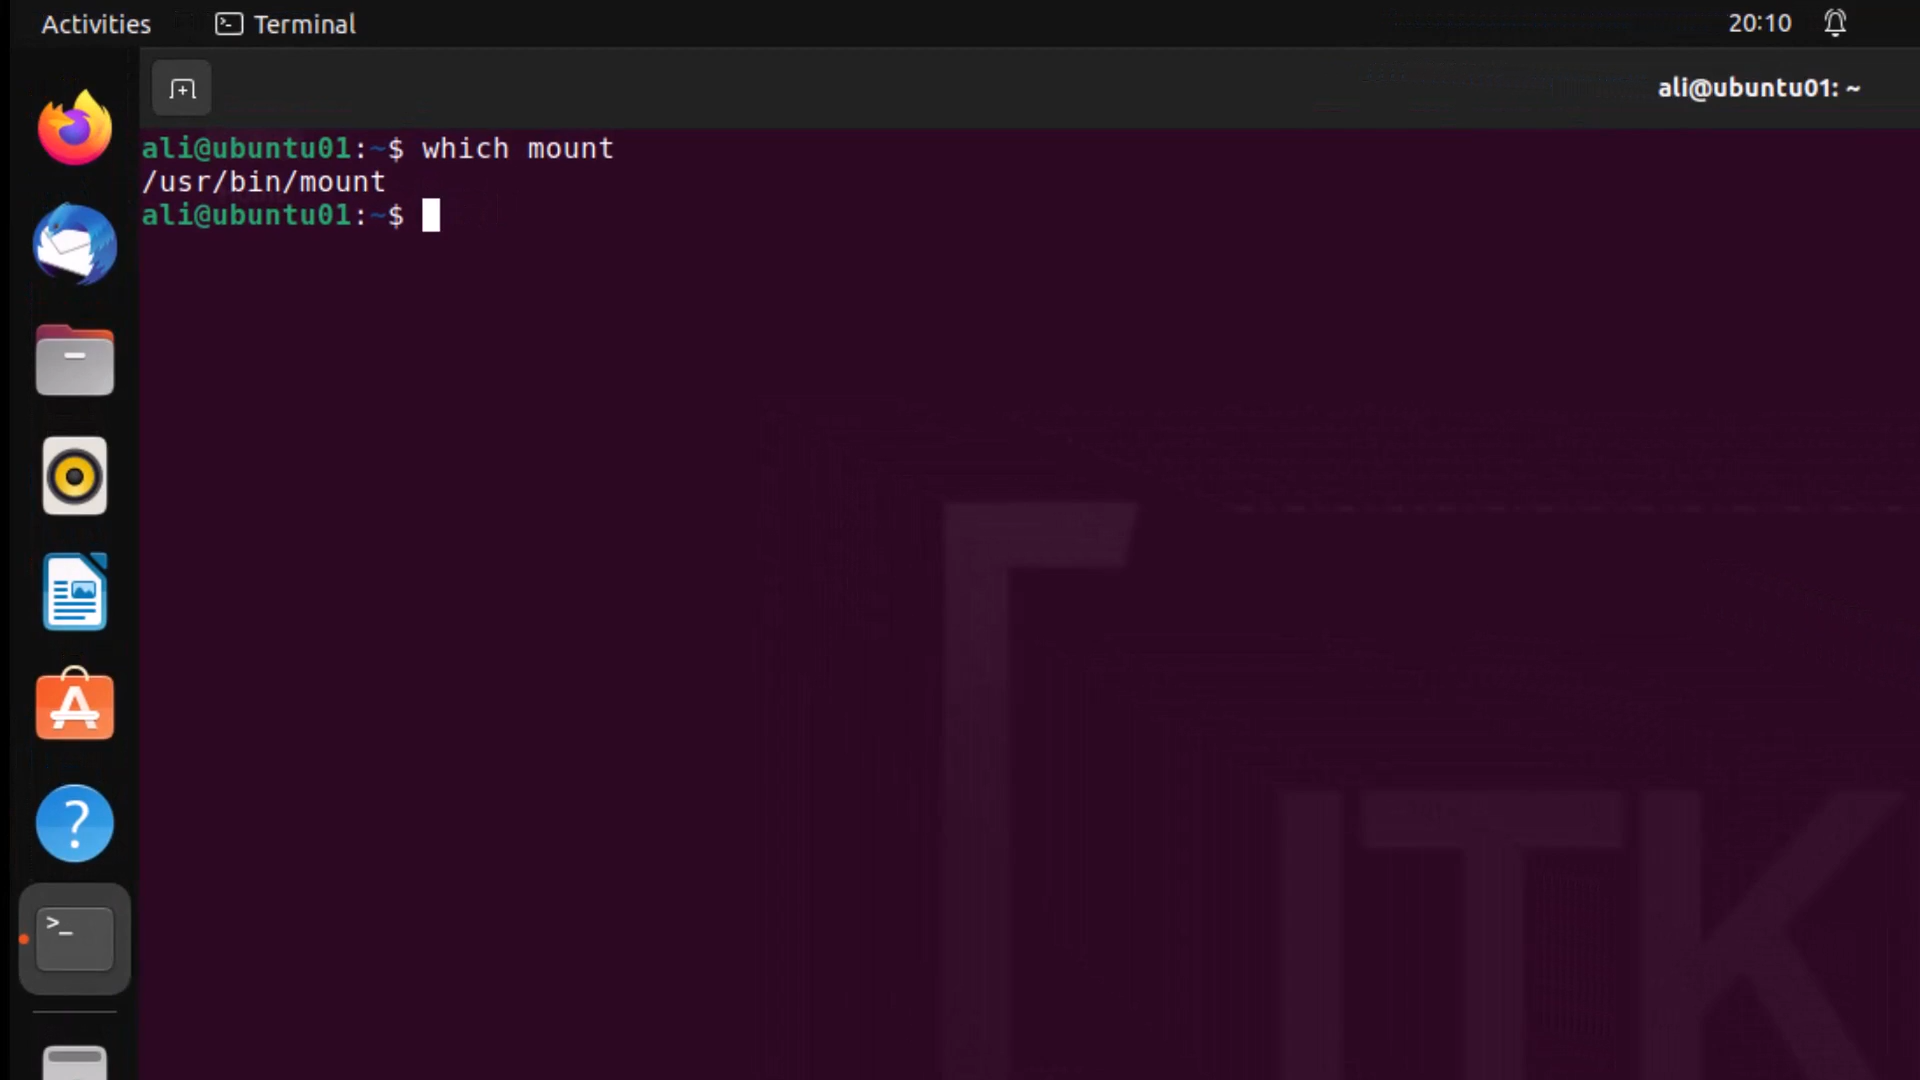 Activities
Terminal
20:10
ali@ubuntu01: ~
ali@ubuntu01:~$ which mount
/usr/bin/mount
ali@ubuntu01:~$
ITK